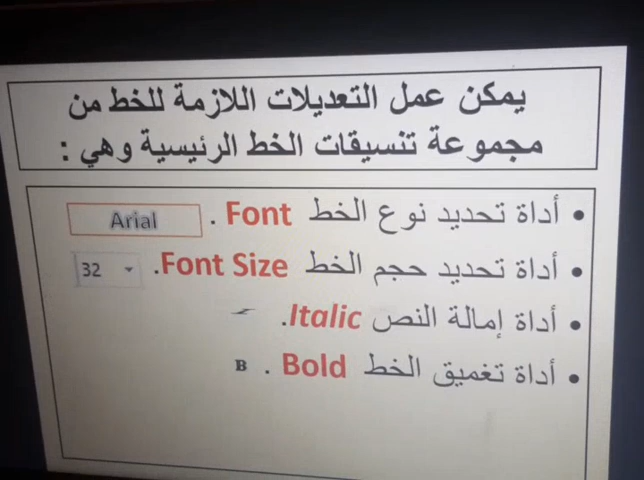 يمكن عمل التعديلات اللازمة للخط من
مجموعة تنسيقات الخط الرئيسية وهي :
• أداة تحديد نوع الخط Font . Arial
• أداة تحديد حجم الخط Font Size. 32
• أداة إمالة النص Italic.
• أداة تغميق الخط Bold . B